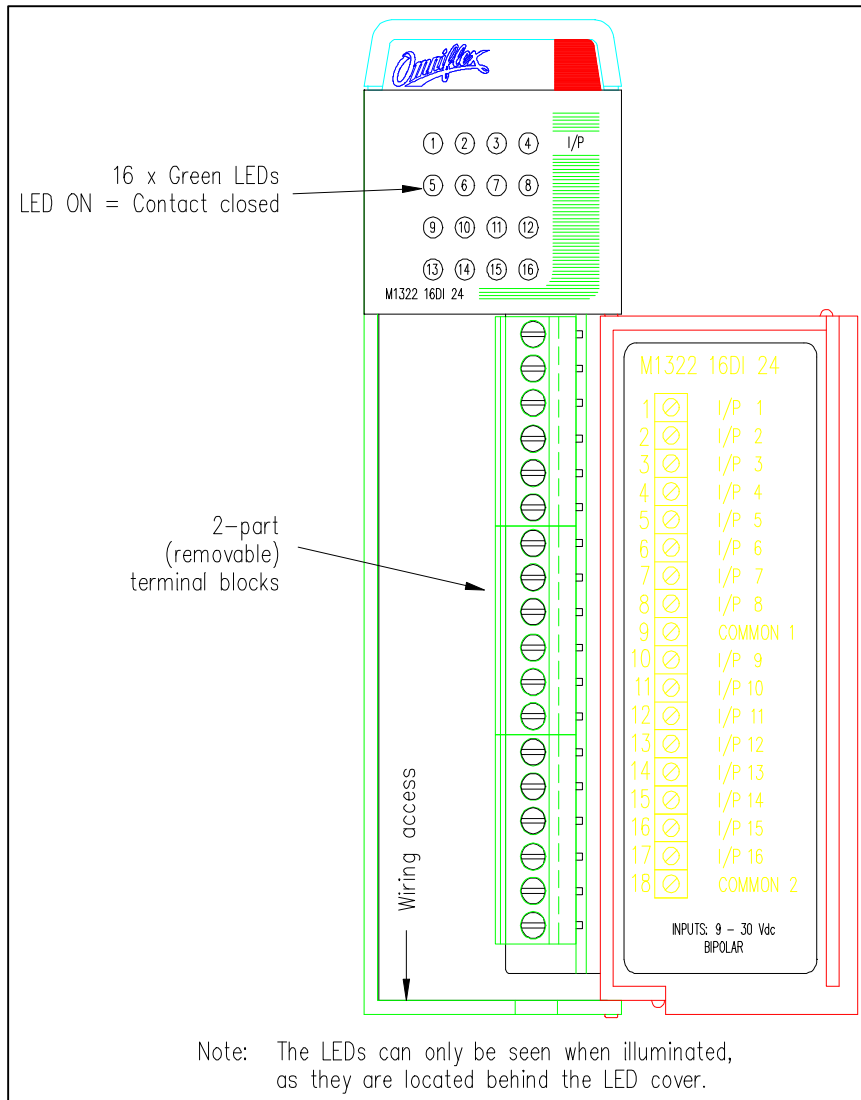 Omniflex
1 2 3 4 I/P
5 6 7 8
9 10 11 12
13 14 15 16
M1322 16DI 24
16 x Green LEDs
LED ON = Contact closed
2-part
(removable)
terminal blocks
Wiring access
M1322 16DI 24
1 I/P 1
2 I/P 2
3 I/P 3
4 I/P 4
5 I/P 5
6 I/P 6
7 I/P 7
8 I/P 8
9 COMMON 1
10 I/P 9
11 I/P 10
12 I/P 11
13 I/P 12
14 I/P 13
15 I/P 14
16 I/P 15
17 I/P 16
18 COMMON 2
INPUTS: 9 - 30 Vdc
BIPOLAR
Note: The LEDs can only be seen when illuminated,
as they are located behind the LED cover.